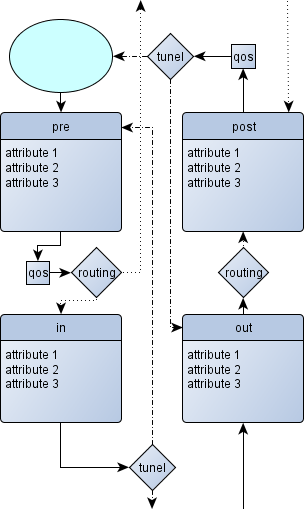 tunel
qos
pre
attribute 1
attribute 2
attribute 3
post
attribute 1
attribute 2
attribute 3
qos
routing
routing
in
attribute 1
attribute 2
attribute 3
out
attribute 1
attribute 2
attribute 3
tunel